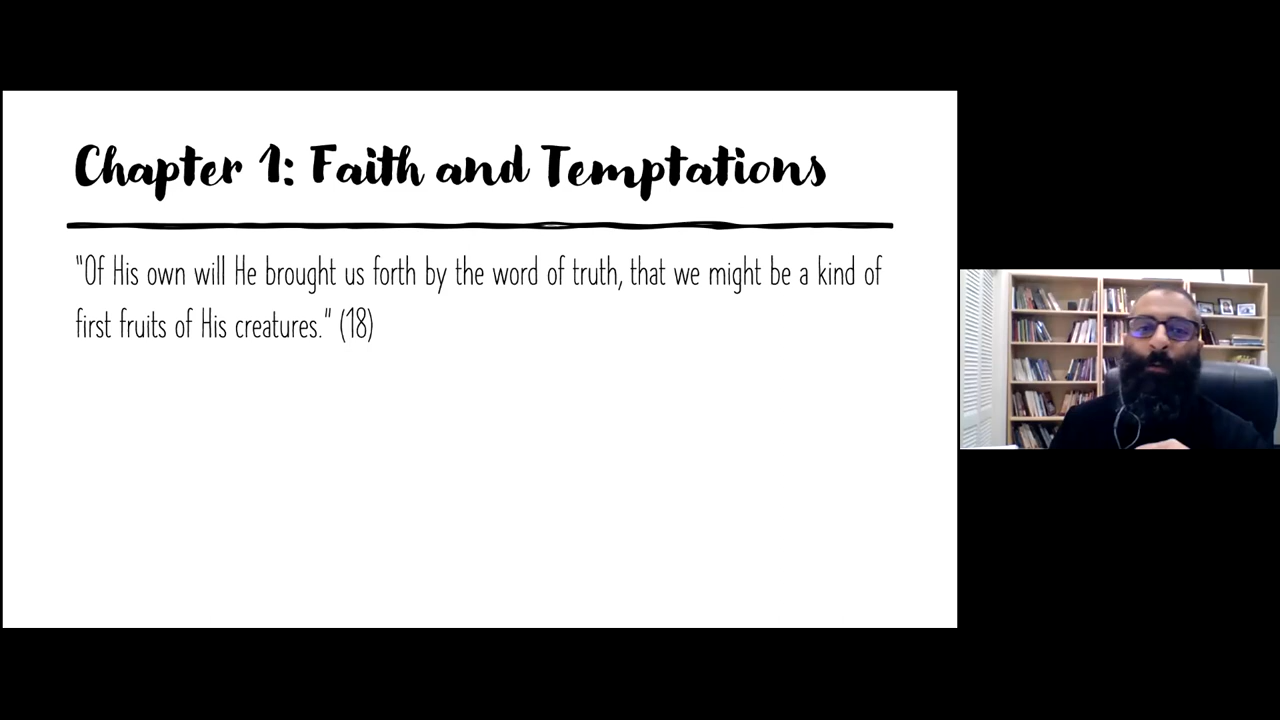 Chapter 1: Faith and Temptations
"Of His own will He brought us forth by the word of truth, that we might be a kind of
first fruits of His creatures." (18)